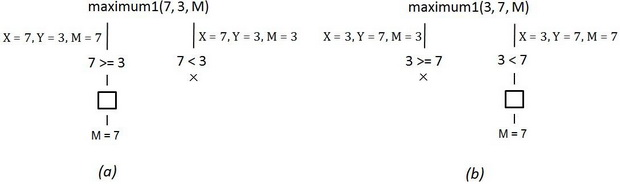 maximum1(7, 3, M)
X = 7, Y = 3, M = 7
X = 7, Y = 3, M = 3
7 >= 3
7 < 3
×
M = 7
(a)
maximum1(3, 7, M)
X = 3, Y = 7, M = 3
X = 3, Y = 7, M = 7
3 >= 7
3 < 7
×
M = 7
(b)